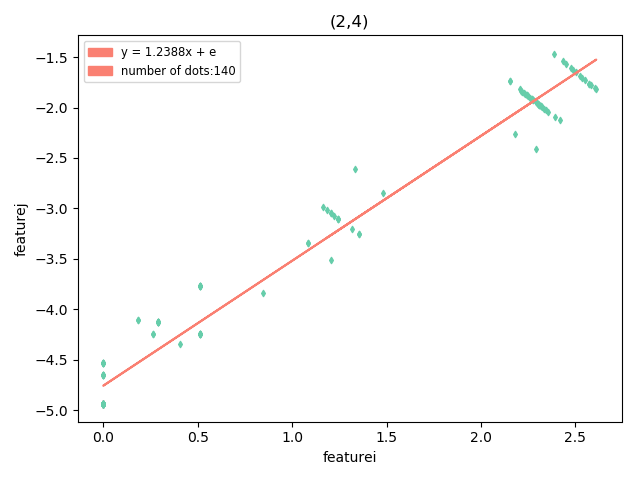 (2,4)
y = 1.2388x + e
number of dots:140
−1.5
−2.0
−2.5
−3.0
−3.5
−4.0
−4.5
−5.0
featurej
0.0 0.5 1.0 1.5 2.0 2.5
featurei